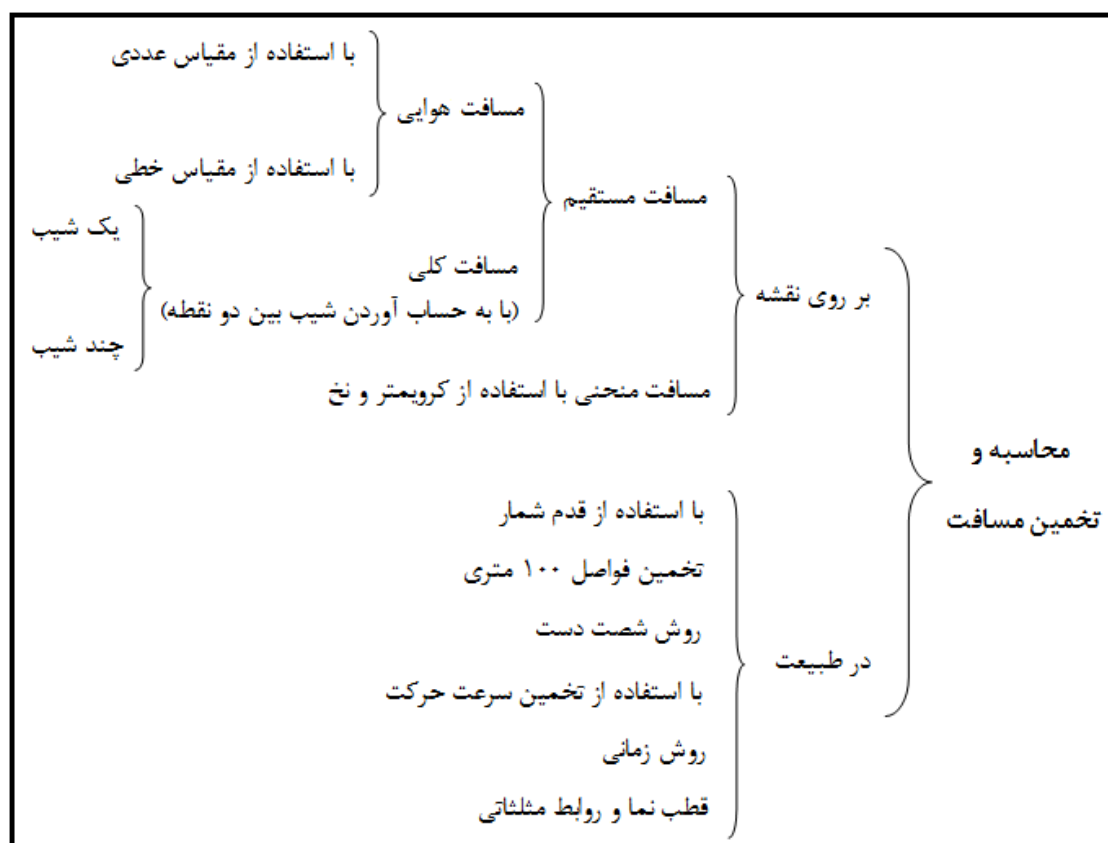 محاسبه و
تخمین مسافت
بر روی نقشه
مسافت مستقیم
مسافت هوایی
با استفاده از مقیاس عددی
با استفاده از مقیاس خطی
مسافت کلی
(با به حساب آوردن شیب بین دو نقطه)
یک شیب
چند شیب
مسافت منحنی با استفاده از کرویمتر و نخ
در طبیعت
با استفاده از قدم شمار
تخمین فواصل ۱۰۰ متری
روش شصت دست
با استفاده از تخمین سرعت حرکت
روش زمانی
قطب نما و روابط مثلثاتی